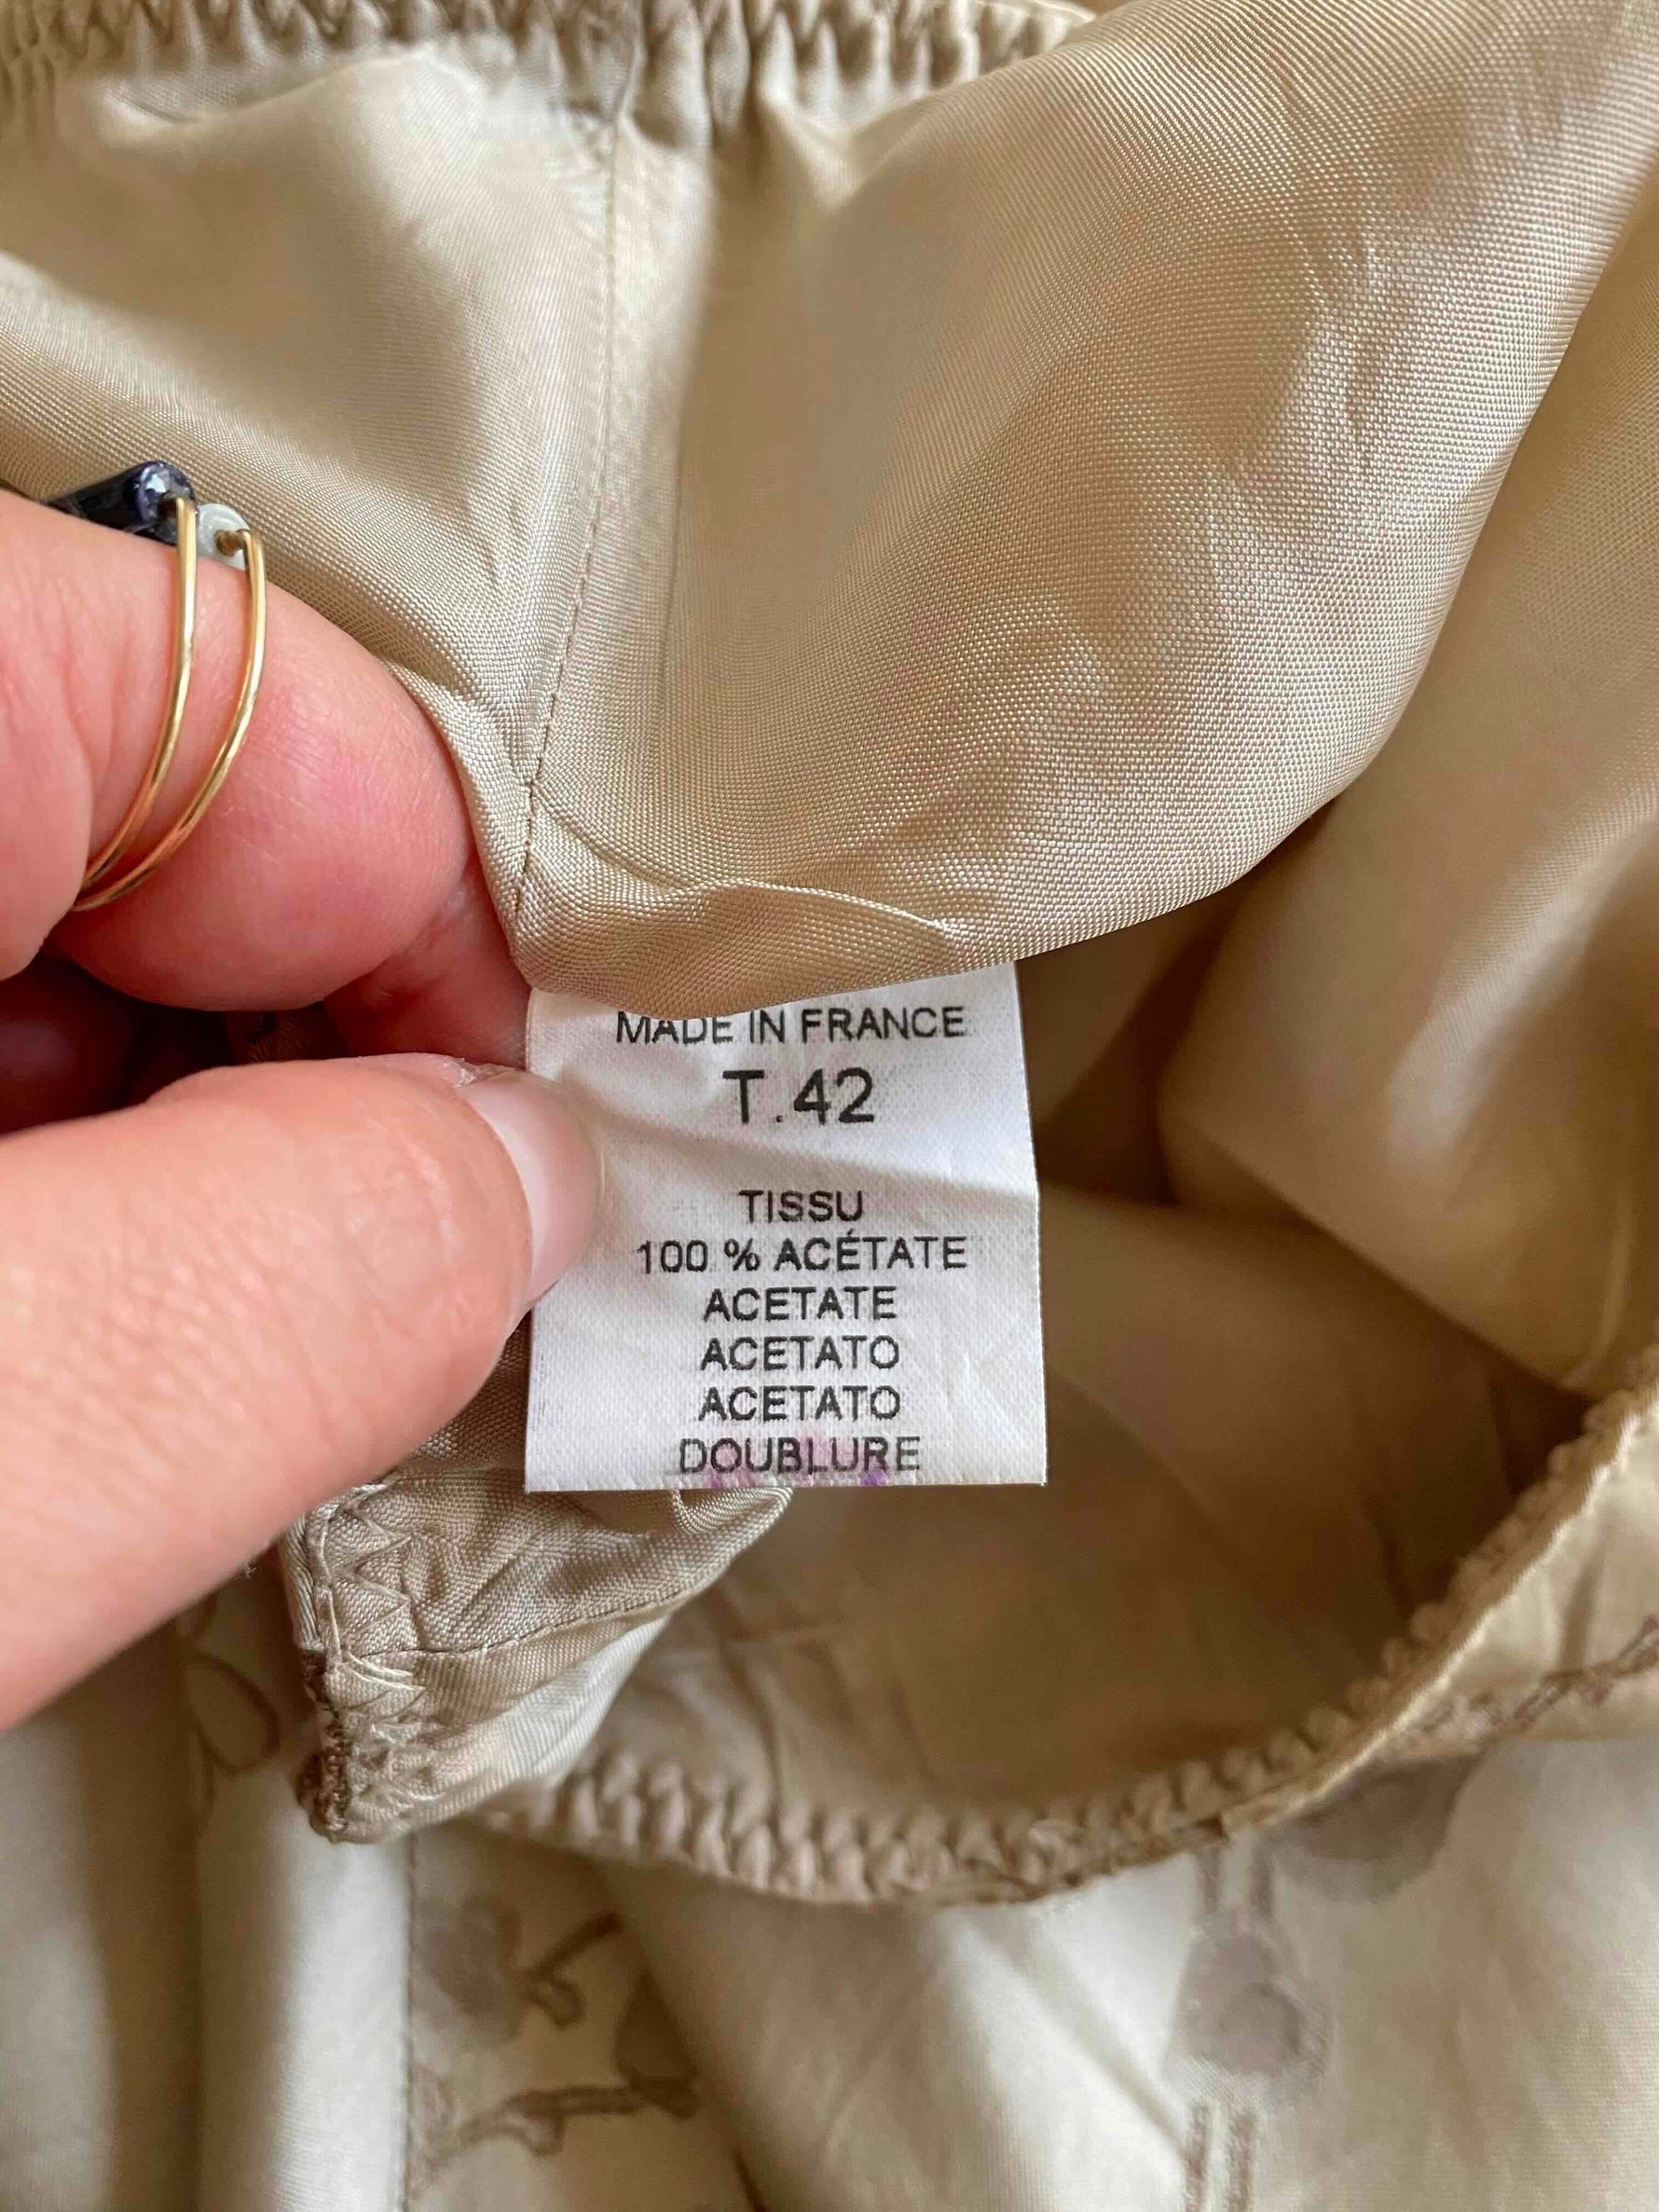 MADE IN FRANCE
T.42
TISSU
100 % ACÉTATE
ACETATE
ACETATO
ACETATO
DOUBLURE